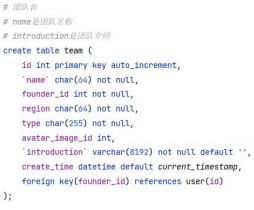 # 团队表
# name是团队名称
# introduction是团队介绍
create table team (
    id int primary key auto_increment,
    `name` char(64) not null,
    founder_id int not null,
    region char(64) not null,
    type char(255) not null,
    avatar_image_id int,
    `introduction` varchar(8192) not null default '',
    create_time datetime default current_timestamp,
    foreign key(founder_id) references user(id)
);